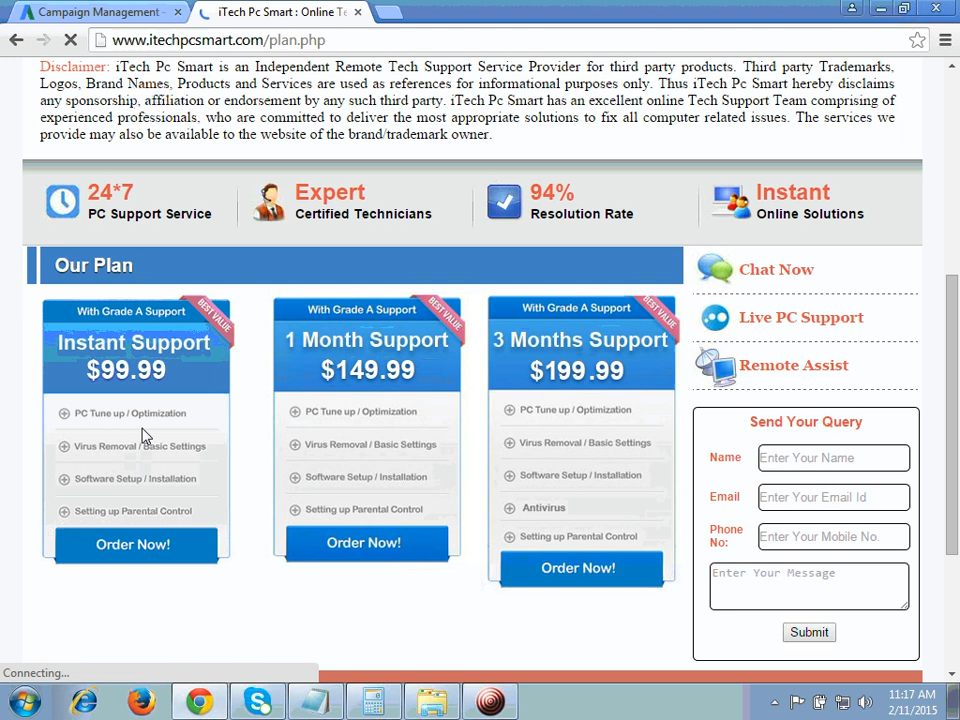 Campaign Management -
iTech Pc Smart : Online Te
www.itechpcsmart.com/plan.php
Disclaimer: iTech Pc Smart is an Independent Remote Tech Support Service Provider for third party products. Third party Trademarks,
Logos, Brand Names, Products and Services are used as references for informational purposes only. Thus iTech Pc Smart hereby disclaims
any sponsorship, affiliation or endorsement by any such third party. iTech Pc Smart has an excellent online Tech Support Team comprising of
experienced professionals, who are committed to deliver the most appropriate solutions to fix all computer related issues. The services we
provide may also be available to the website of the brand/trademark owner.
24*7
PC Support Service
Expert
Certified Technicians
94%
Resolution Rate
Instant
Online Solutions
Our Plan
With Grade A Support
BEST VALUE
Instant Support
$99.99
PC Tune up / Optimization
Virus Removal / Basic Settings
Software Setup / Installation
Setting up Parental Control
Order Now!
With Grade A Support
BEST VALUE
1 Month Support
$149.99
PC Tune up / Optimization
Virus Removal / Basic Settings
Software Setup / Installation
Setting up Parental Control
Order Now!
With Grade A Support
BEST VALUE
3 Months Support
$199.99
PC Tune up / Optimization
Virus Removal / Basic Settings
Software Setup / Installation
Antivirus
Setting up Parental Control
Order Now!
Chat Now
Live PC Support
Remote Assist
Send Your Query
Name
Enter Your Name
Email
Enter Your Email Id
Phone
No:
Enter Your Mobile No.
Enter Your Message
Submit
Connecting...
11:17 AM
2/11/2015